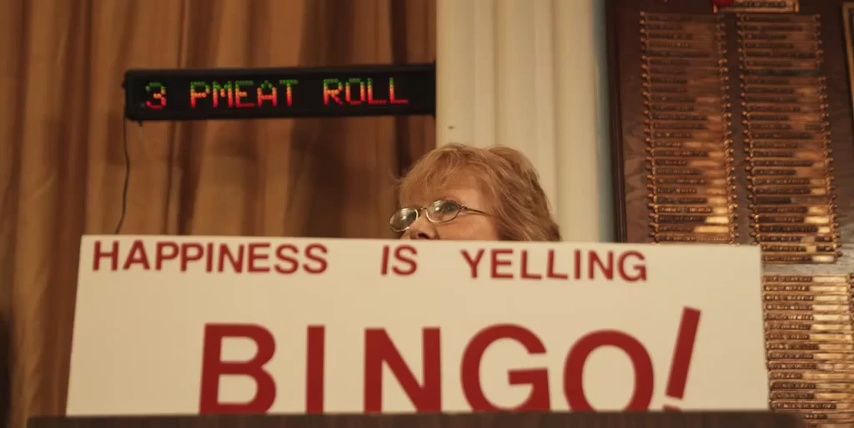 3 PMEAT ROLL
HAPPINESS IS YELLING
BINGO!